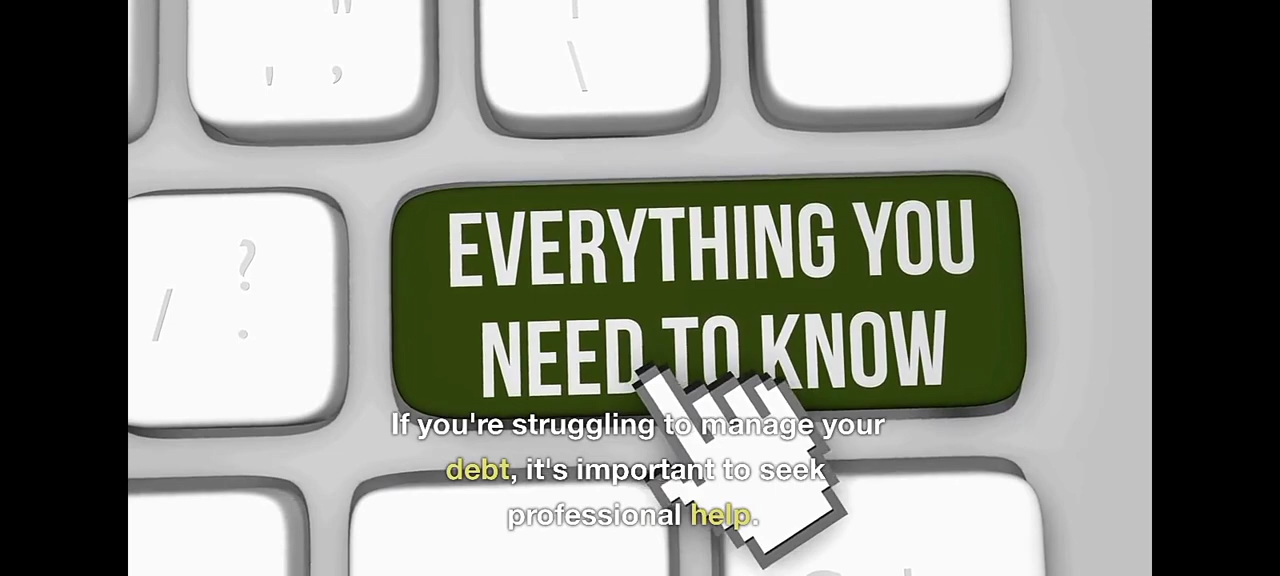 " 
' ,
\
EVERYTHING YOU
NEED TO KNOW
?
/ .
If you're struggling to manage your
debt, it's important to seek
professional help.